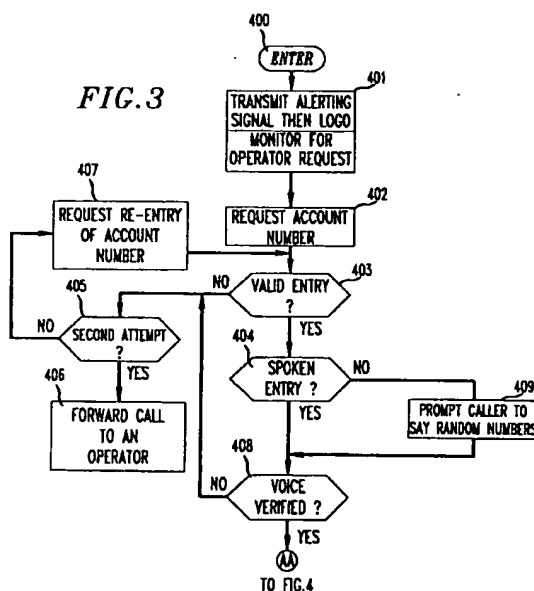 400
ENTER
FIG.3
401
TRANSMIT ALERTING
SIGNAL THEN LOGO
MONITOR FOR
OPERATOR REQUEST
407
REQUEST RE-ENTRY
OF ACCOUNT
NUMBER
402
REQUEST ACCOUNT
NUMBER
403
VALID ENTRY
?
NO
YES
405
SECOND ATTEMPT
?
NO
YES
404
SPOKEN
ENTRY ?
NO
YES
409
PROMPT CALLER TO
SAY RANDOM NUMBERS
406
FORWARD CALL
TO AN
OPERATOR
408
VOICE
VERIFIED ?
NO
YES
AA
TO FIG.4